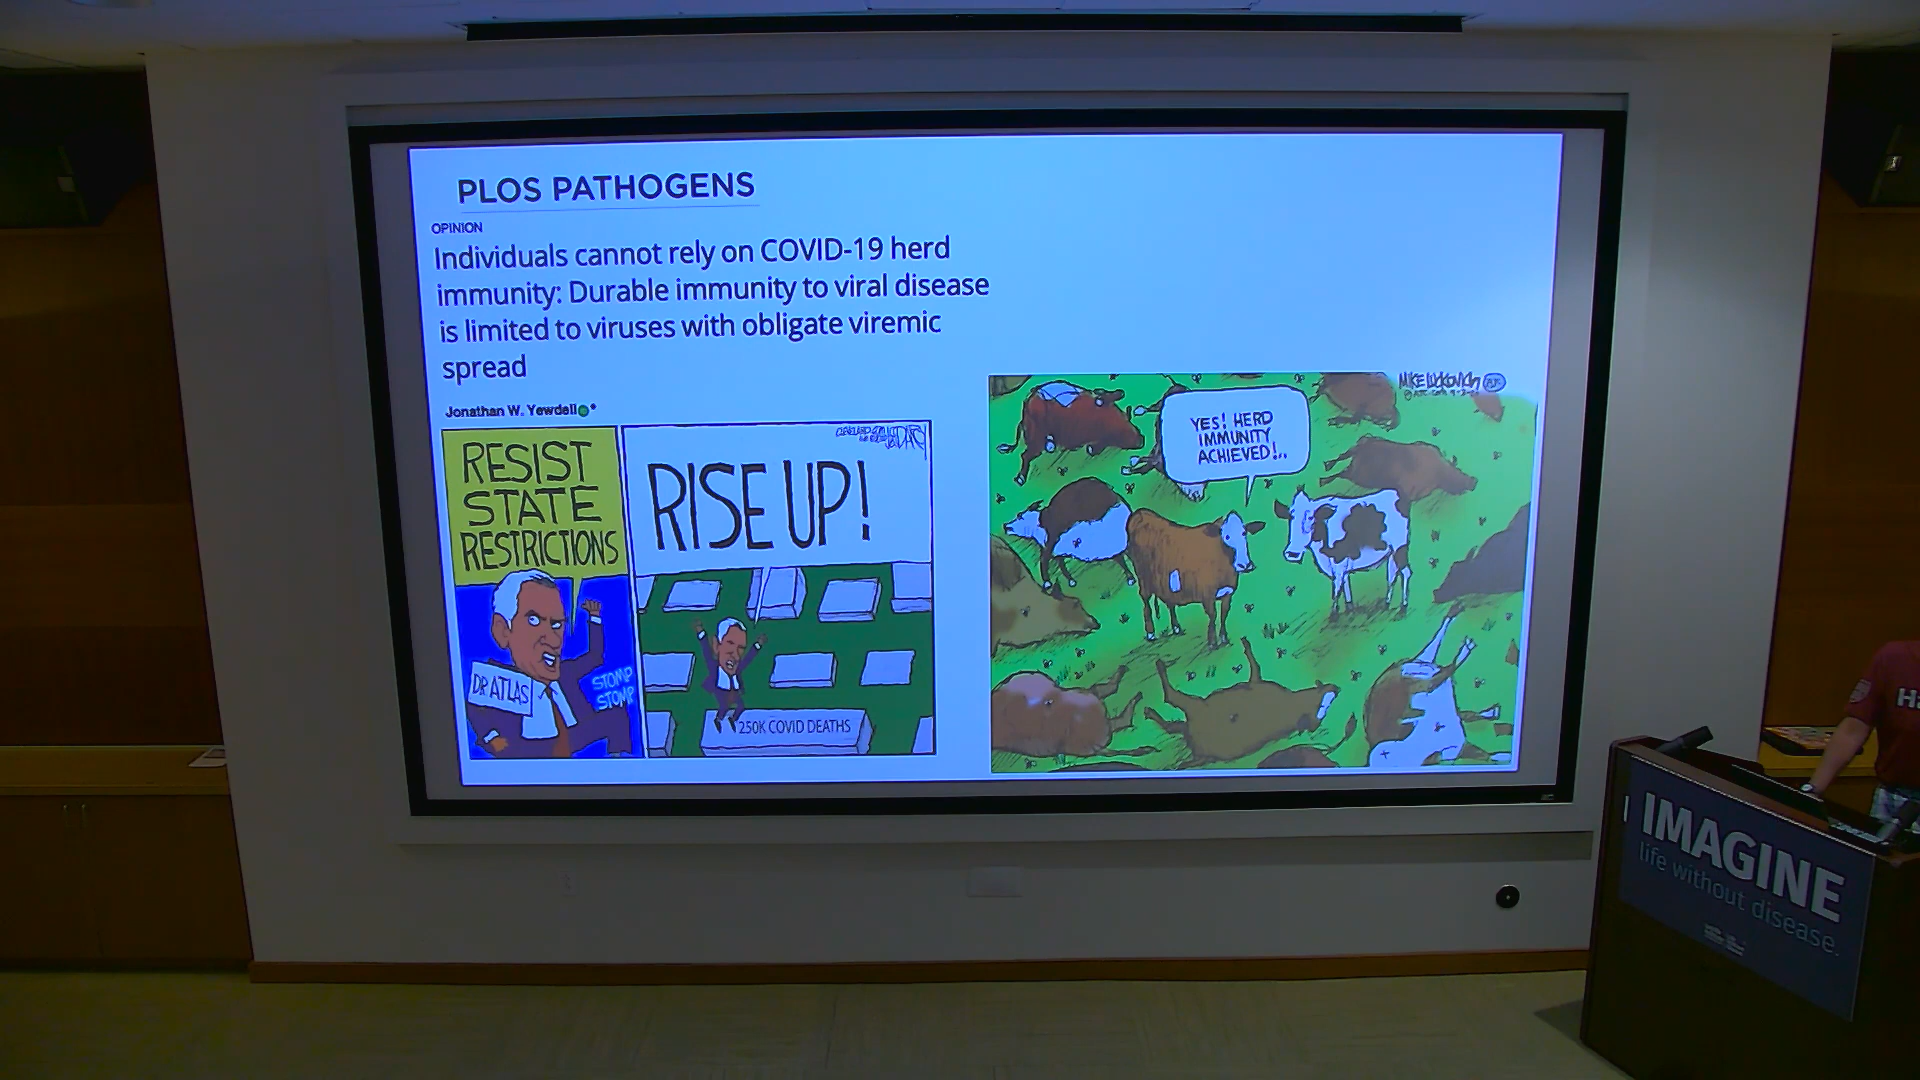 PLOS PATHOGENS
OPINION
Individuals cannot rely on COVID-19 herd
immunity: Durable immunity to viral disease
is limited to viruses with obligate viremic
spread
Jonathan W. Yewdell*
RESIST
STATE
RESTRICTIONS
DR ATLAS
STOMP
STOMP
RISE UP!
250K COVID DEATHS
MIKE LUCKOVICH
YES! HERD
IMMUNITY
ACHIEVED!..
IMAGINE
life without disease.